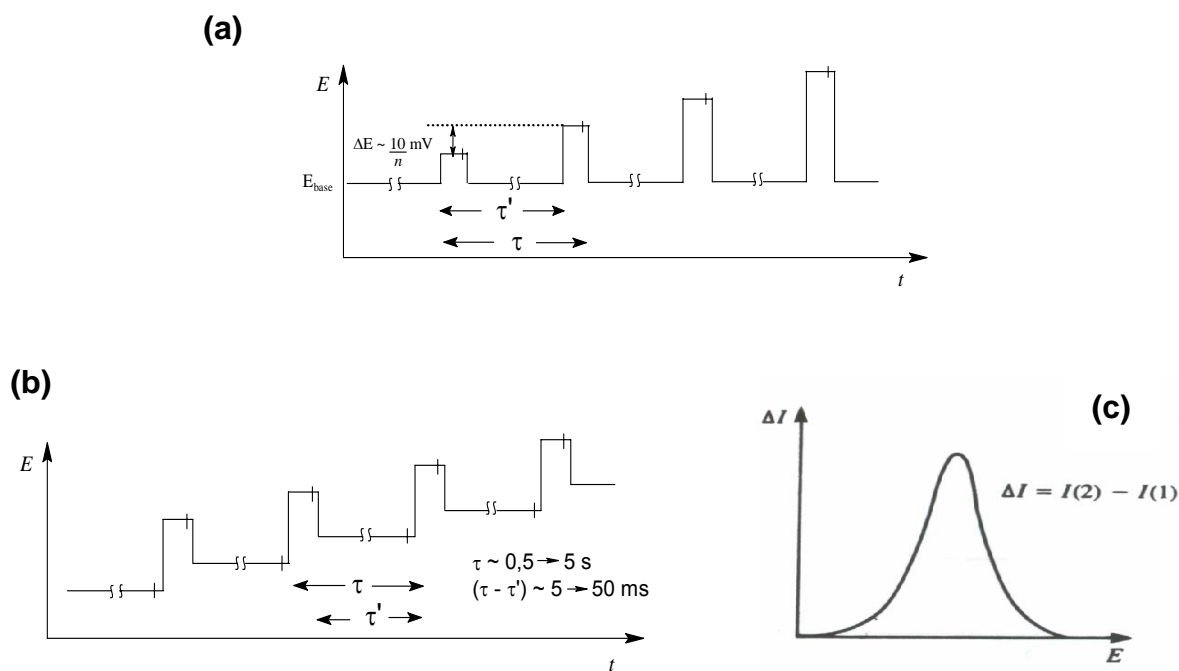 (a)
E
ΔE ~ 10/n mV
E_base
τ'
τ
t
(b)
E
τ ~ 0,5 → 5 s
(τ - τ') ~ 5 → 50 ms
τ
τ'
t
(c)
ΔI
ΔI = I(2) − I(1)
E